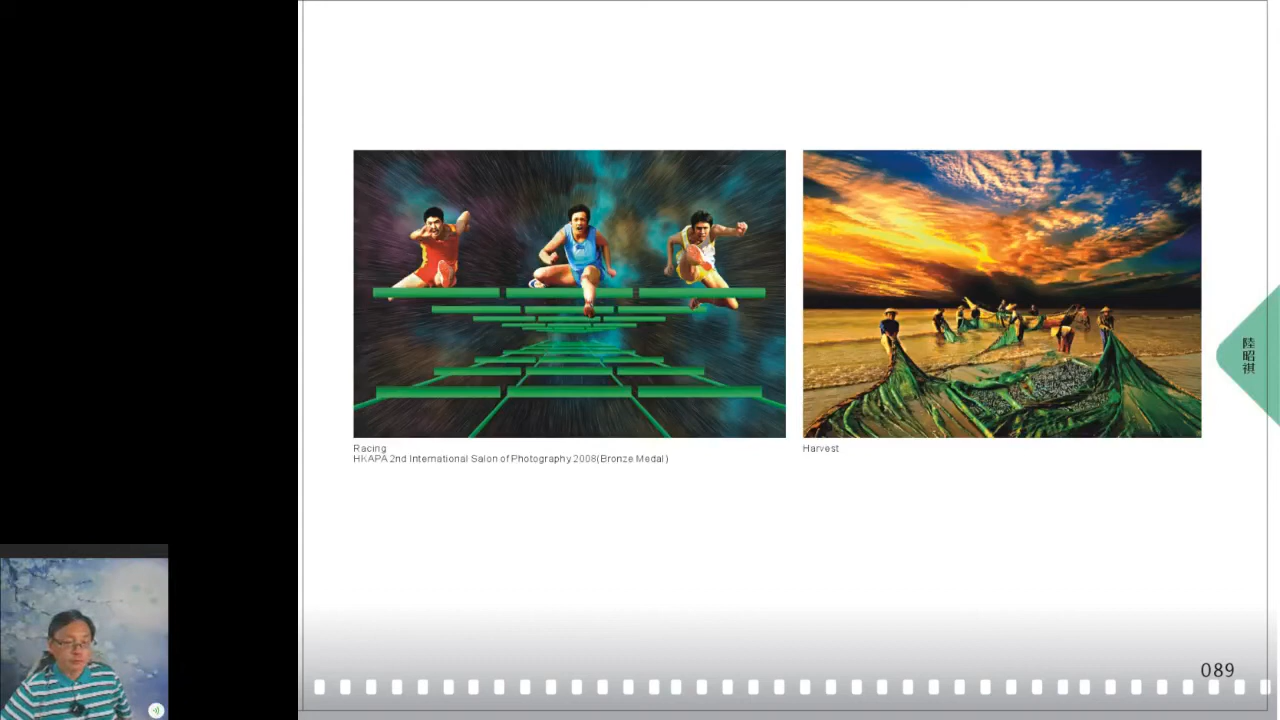 Racing
HKAPA 2nd International Salon of Photography 2008(Bronze Medal)
Harvest
陸昭祺
089